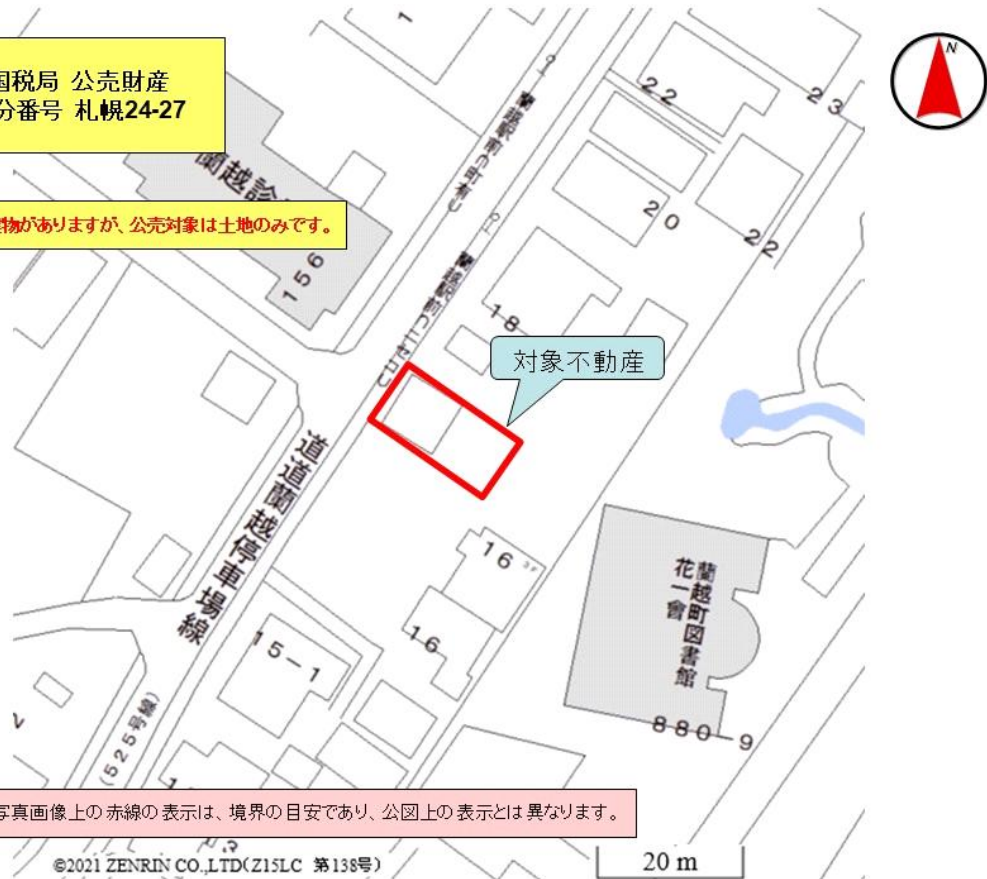 国税局 公売財産
分番号 札幌24-27
N
物がありますが、公売対象は土地のみです。
蘭越診
156
1
22
23
20
22
18
対象不動産
道道蘭越停車場線
(525号線)
16
16
15-1
蘭越町図書館
花一會
880-9
写真画像上の赤線の表示は、境界の目安であり、公図上の表示とは異なります。
©2021 ZENRIN CO.,LTD(Z15LC 第138号)
20 m